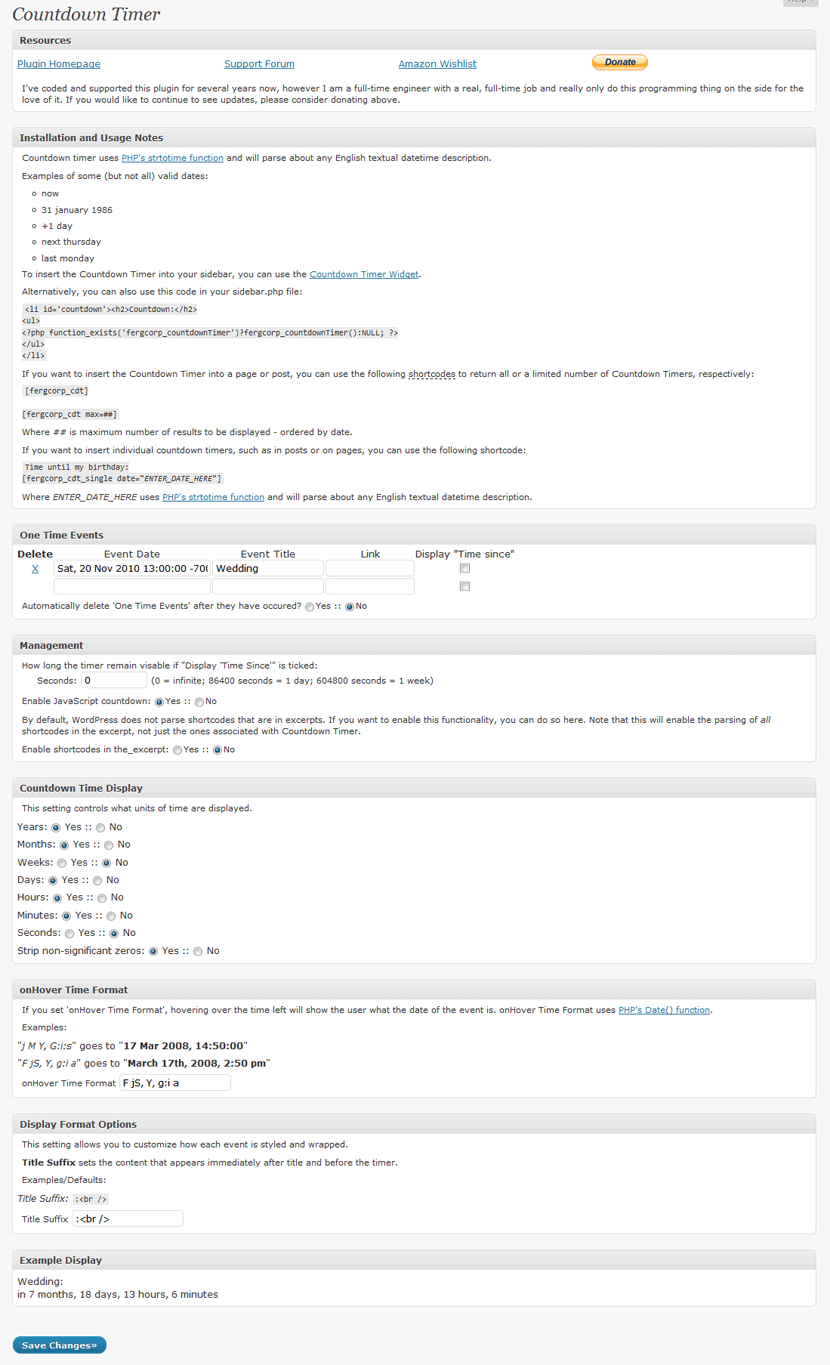 Help
Countdown Timer
Resources
Plugin Homepage Support Forum Amazon Wishlist Donate
I've coded and supported this plugin for several years now, however I am a full-time engineer with a real, full-time job and really only do this programming thing on the side for the
love of it. If you would like to continue to see updates, please consider donating above.
Installation and Usage Notes
Countdown timer uses PHP's strtotime function and will parse about any English textual datetime description.
Examples of some (but not all) valid dates:
now
31 january 1986
+1 day
next thursday
last monday
To insert the Countdown Timer into your sidebar, you can use the Countdown Timer Widget.
Alternatively, you can also use this code in your sidebar.php file:
<li id='countdown'><h2>Countdown:</h2>
<ul>
<?php function_exists('fergcorp_countdownTimer')?fergcorp_countdownTimer():NULL; ?>
</ul>
</li>
If you want to insert the Countdown Timer into a page or post, you can use the following shortcodes to return all or a limited number of Countdown Timers, respectively:
[fergcorp_cdt]
[fergcorp_cdt max=##]
Where ## is maximum number of results to be displayed - ordered by date.
If you want to insert individual countdown timers, such as in posts or on pages, you can use the following shortcode:
Time until my birthday:
[fergcorp_cdt_single date="ENTER_DATE_HERE"]
Where ENTER_DATE_HERE uses PHP's strtotime function and will parse about any English textual datetime description.
One Time Events
Delete Event Date Event Title Link Display "Time since"
X Sat, 20 Nov 2010 13:00:00 -700 Wedding
Automatically delete 'One Time Events' after they have occured? Yes :: No
Management
How long the timer remain visable if "Display 'Time Since'" is ticked:
Seconds: 0 (0 = infinite; 86400 seconds = 1 day; 604800 seconds = 1 week)
Enable JavaScript countdown: Yes :: No
By default, WordPress does not parse shortcodes that are in excerpts. If you want to enable this functionality, you can do so here. Note that this will enable the parsing of all
shortcodes in the excerpt, not just the ones associated with Countdown Timer.
Enable shortcodes in the_excerpt: Yes :: No
Countdown Time Display
This setting controls what units of time are displayed.
Years: Yes :: No
Months: Yes :: No
Weeks: Yes :: No
Days: Yes :: No
Hours: Yes :: No
Minutes: Yes :: No
Seconds: Yes :: No
Strip non-significant zeros: Yes :: No
onHover Time Format
If you set 'onHover Time Format', hovering over the time left will show the user what the date of the event is. onHover Time Format uses PHP's Date() function.
Examples:
"j M Y, G:i:s" goes to "17 Mar 2008, 14:50:00"
"F jS, Y, g:i a" goes to "March 17th, 2008, 2:50 pm"
onHover Time Format F jS, Y, g:i a
Display Format Options
This setting allows you to customize how each event is styled and wrapped.
Title Suffix sets the content that appears immediately after title and before the timer.
Examples/Defaults:
Title Suffix: :<br />
Title Suffix :<br />
Example Display
Wedding:
in 7 months, 18 days, 13 hours, 6 minutes
Save Changes»